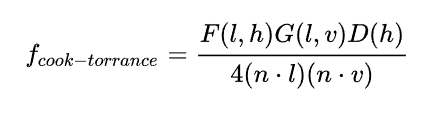 f_{cook-torrance} = \frac{F(l,h)G(l,v)D(h)}{4(n \cdot l)(n \cdot v)}